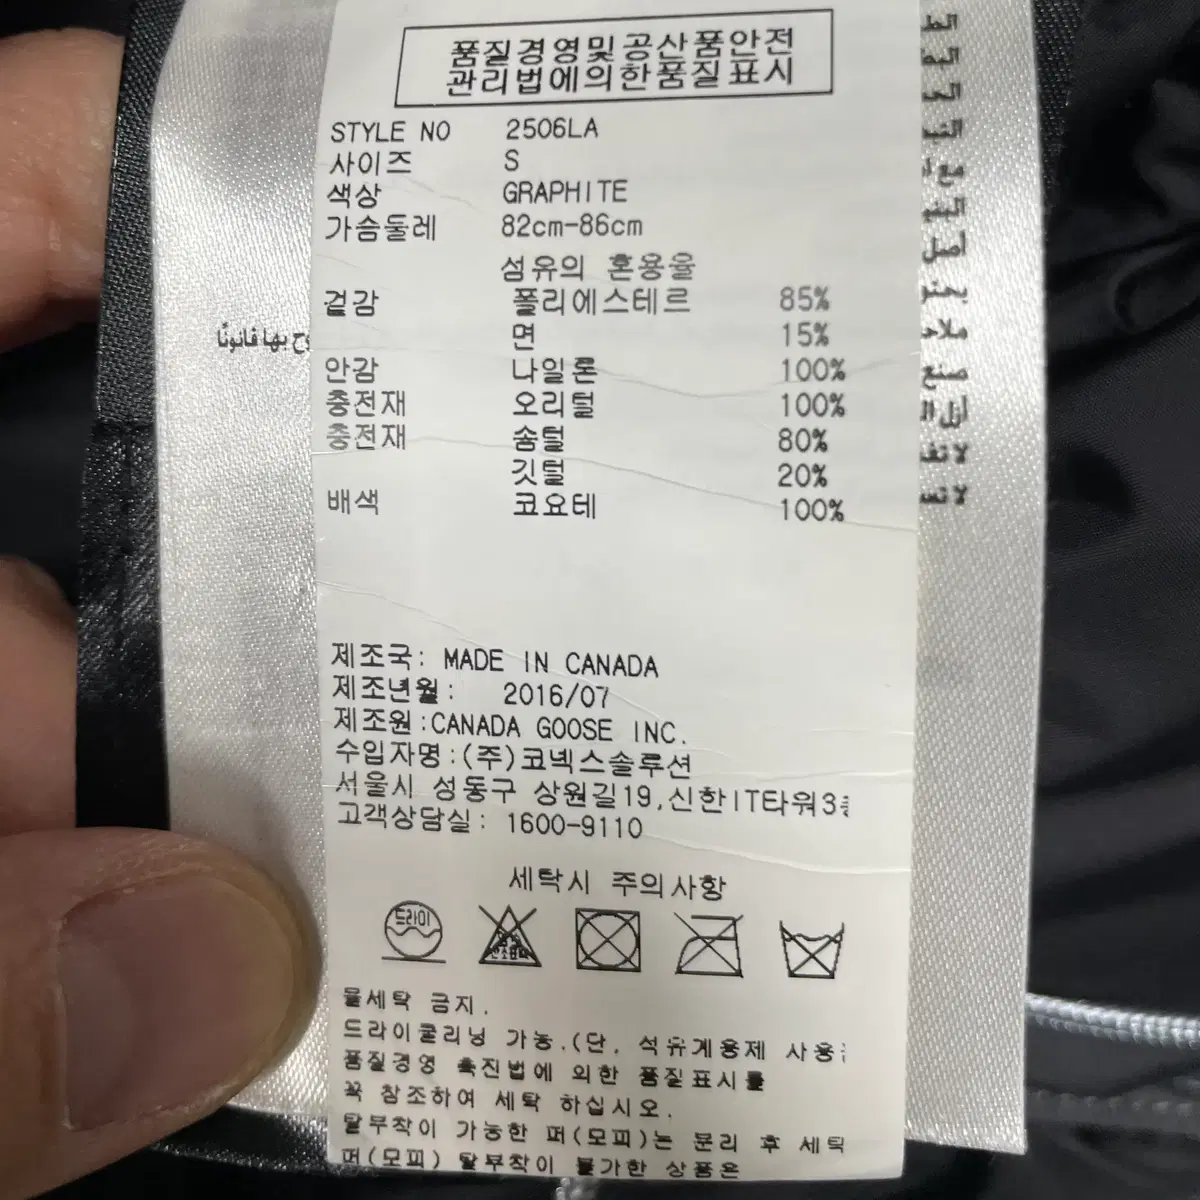 품질경영및공산품안전
관리법에의한품질표시
STYLE NO 2506LA
사이즈 S
색상 GRAPHITE
가슴둘레 82cm-86cm
섬유의 혼용율
겉감 폴리에스테르 85%
면 15%
안감 나일론 100%
충전재 오리털 100%
충전재 솜털 80%
깃털 20%
배색 코요테 100%
제조국: MADE IN CANADA
제조년월: 2016/07
제조원:CANADA GOOSE INC.
수입자명:(주)코넥스솔루션
서울시 성동구 상원길19,신한IT타워3
고객상담실: 1600-9110
세탁시 주의사항
드라이
물세탁 금지.
드라이클리닝 가능.(단, 석유계용제 사용
품질경영 촉진법에 의한 품질표시를
꼭 참조하여 세탁 하십시오.
탈부착이 가능한 퍼(모피)는 분리 후 세탁
퍼(모피) 탈부착이 불가한 상품은
بها قانونًا